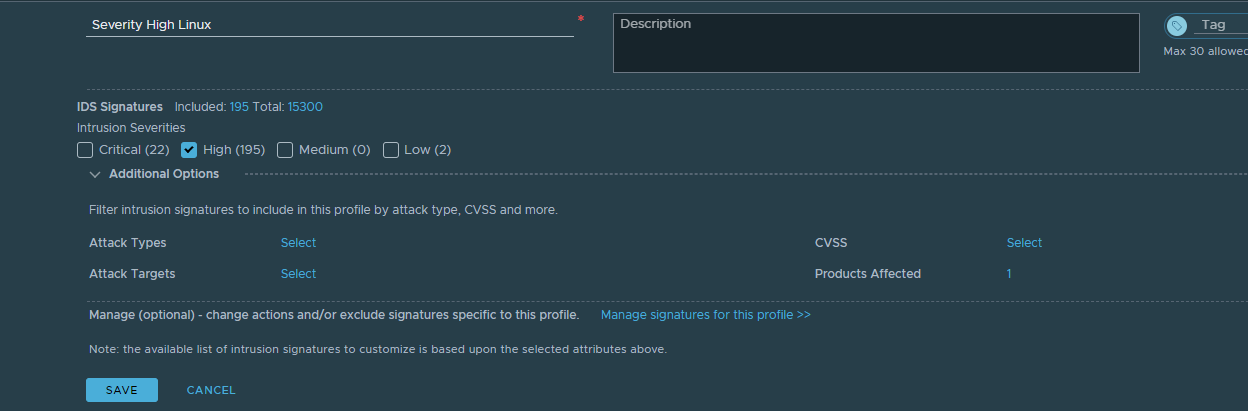 Severity High Linux *
Description
Tag
Max 30 allowed
IDS Signatures Included: 195 Total: 15300
Intrusion Severities
Critical (22) High (195) Medium (0) Low (2)
Additional Options
Filter intrusion signatures to include in this profile by attack type, CVSS and more.
Attack Types Select CVSS Select
Attack Targets Select Products Affected 1
Manage (optional) - change actions and/or exclude signatures specific to this profile. Manage signatures for this profile >>
Note: the available list of intrusion signatures to customize is based upon the selected attributes above.
SAVE CANCEL